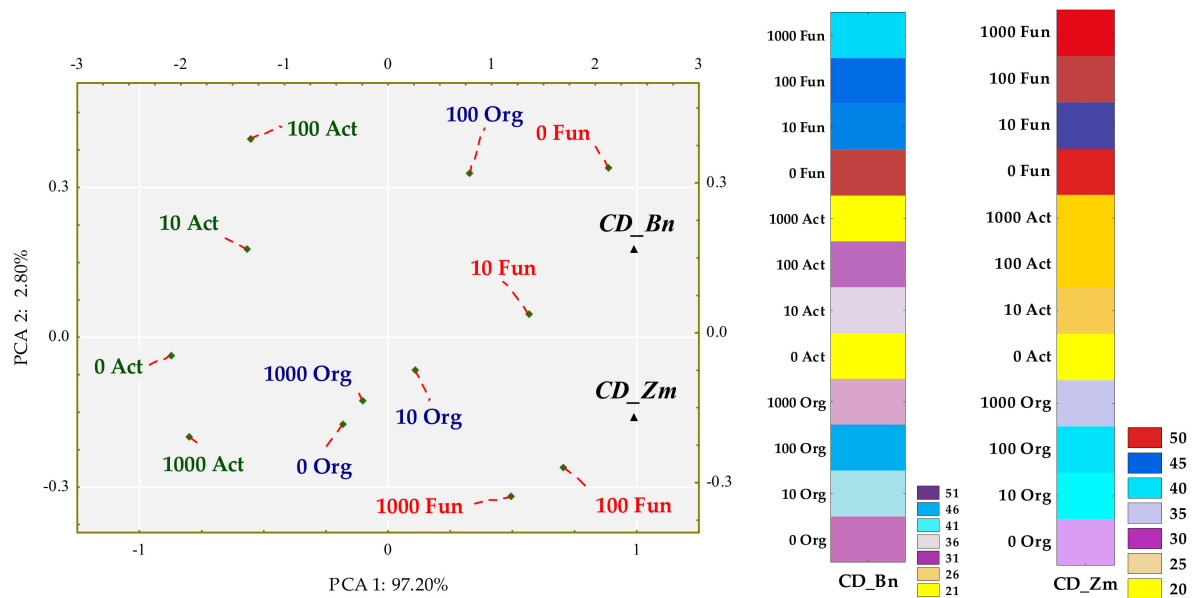 -3 -2 -1 0 1 2 3
100 Act
100 Org
0 Fun
0.3 0.3
10 Act
CD_Bn
10 Fun
0.0 0.0
0 Act
1000 Org
CD_Zm
10 Org
1000 Act
0 Org
-0.3 -0.3
1000 Fun
100 Fun
-1 0 1
PCA 1: 97.20%
PCA 2: 2.80%
1000 Fun
100 Fun
10 Fun
0 Fun
1000 Act
100 Act
10 Act
0 Act
1000 Org
100 Org
10 Org
0 Org
CD_Bn
51
46
41
36
31
26
21
1000 Fun
100 Fun
10 Fun
0 Fun
1000 Act
100 Act
10 Act
0 Act
1000 Org
100 Org
10 Org
0 Org
CD_Zm
50
45
40
35
30
25
20